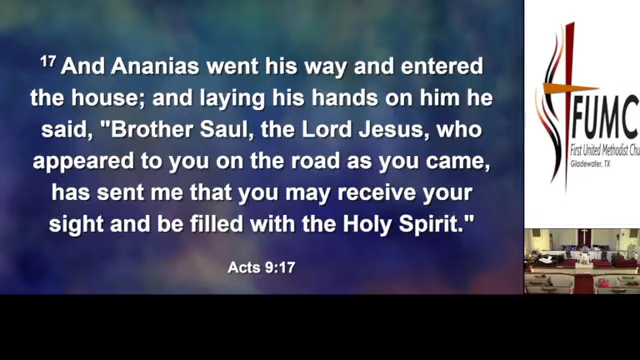 17 And Ananias went his way and entered
the house; and laying his hands on him he
said, "Brother Saul, the Lord Jesus, who
appeared to you on the road as you came,
has sent me that you may receive your
sight and be filled with the Holy Spirit."
Acts 9:17
FUMC
First United Methodist Chu
Gladewater, TX